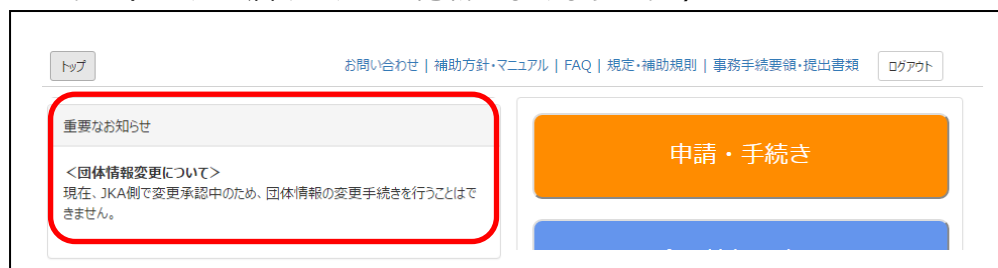 トップ
お問い合わせ | 補助方針・マニュアル | FAQ | 規定・補助規則 | 事務手続要領・提出書類
ログアウト
重要なお知らせ
<団体情報変更について>
現在、JKA側で変更承認中のため、団体情報の変更手続きを行うことはで
きません。
申請・手続き